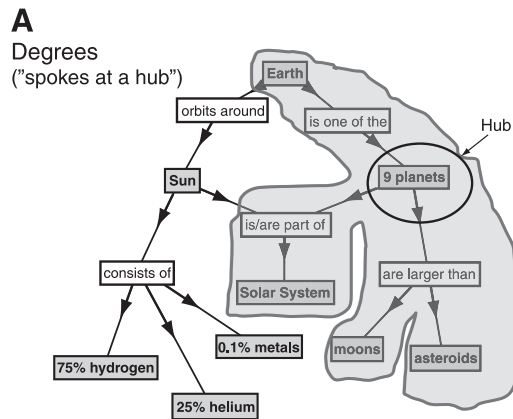 A
Degrees
("spokes at a hub")
Earth
orbits around
is one of the
Hub
Sun
9 planets
is/are part of
consists of
are larger than
Solar System
0.1% metals
moons
asteroids
75% hydrogen
25% helium